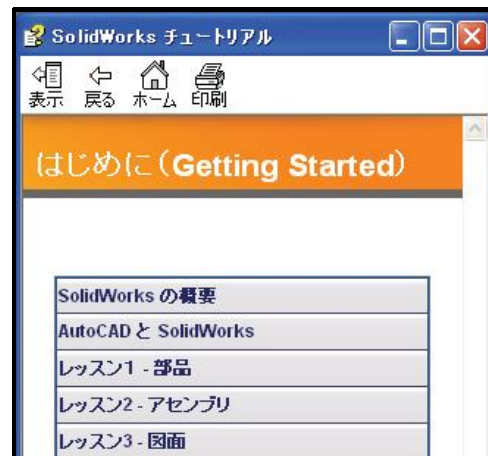 SolidWorks チュートリアル
表示 戻る ホーム 印刷
はじめに(Getting Started)
SolidWorks の概要
AutoCAD と SolidWorks
レッスン1 - 部品
レッスン2 - アセンブリ
レッスン3 - 図面